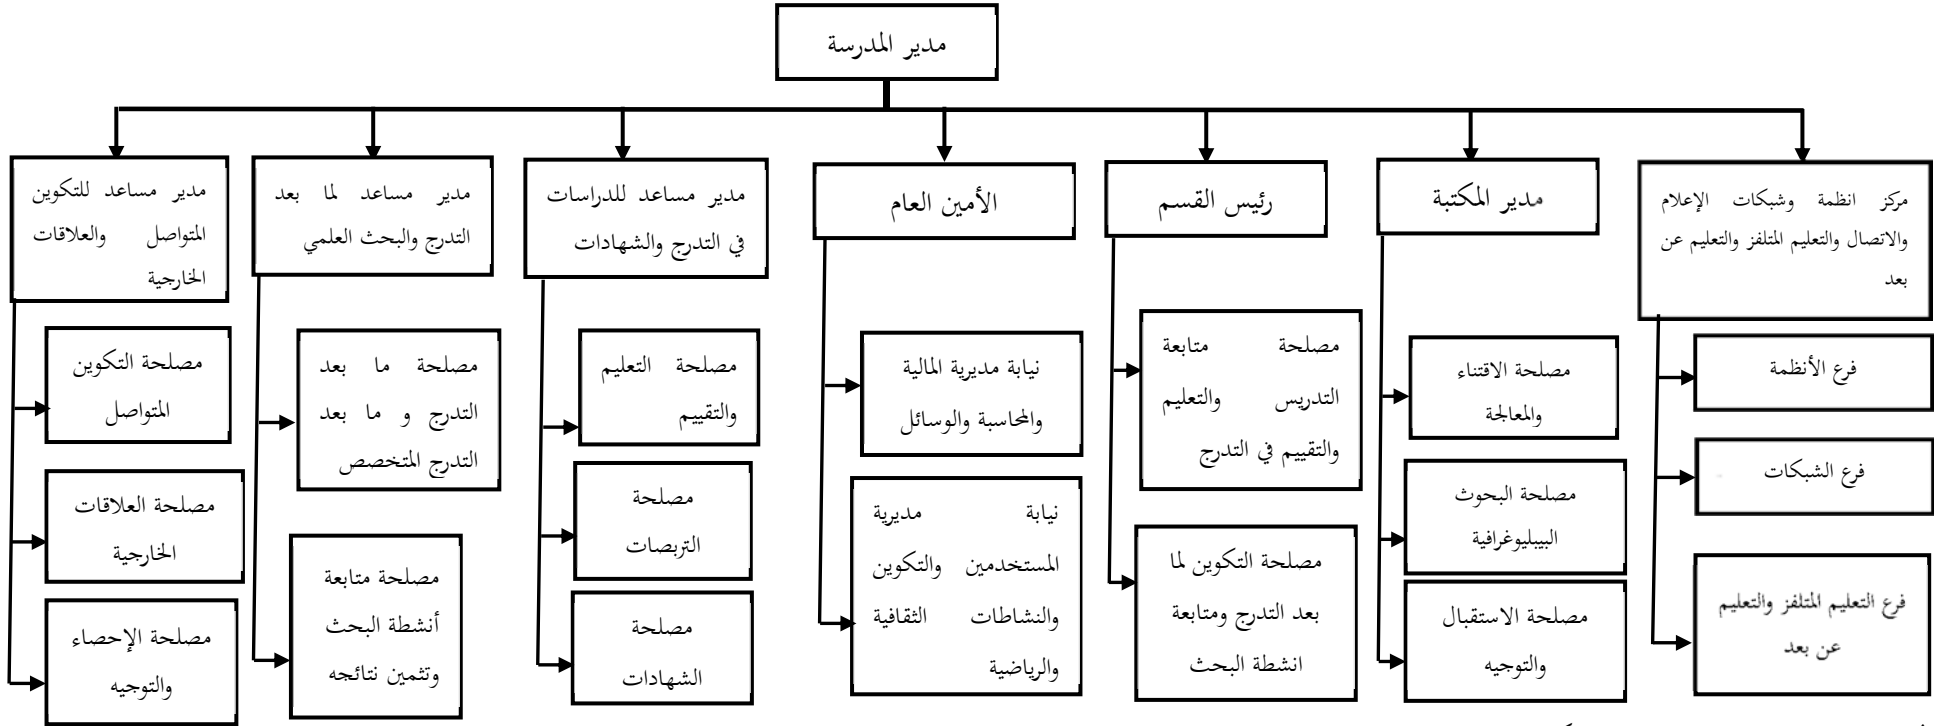 مدير المدرسة
مركز انظمة وشبكات الإعلام
والاتصال والتعليم المتلفز والتعليم عن
بعد
فرع الأنظمة
فرع الشبكات
فرع التعليم المتلفز والتعليم
عن بعد
مدير المكتبة
مصلحة الاقتناء
والمعالجة
مصلحة البحوث
البيبليوغرافية
مصلحة الاستقبال
والتوجيه
رئيس القسم
مصلحة متابعة
التدريس والتعليم
والتقييم في التدرج
مصلحة التكوين لما
بعد التدرج ومتابعة
انشطة البحث
الأمين العام
نيابة مديرية المالية
والمحاسبة والوسائل
نيابة مديرية
المستخدمين والتكوين
والنشاطات الثقافية
والرياضية
مدير مساعد للدراسات
في التدرج والشهادات
مصلحة التعليم
والتقييم
مصلحة
التربصات
مصلحة
الشهادات
مدير مساعد لما بعد
التدرج والبحث العلمي
مصلحة ما بعد
التدرج و ما بعد
التدرج المتخصص
مصلحة متابعة
أنشطة البحث
وتثمين نتائجه
مدير مساعد للتكوين
المتواصل والعلاقات
الخارجية
مصلحة التكوين
المتواصل
مصلحة العلاقات
الخارجية
مصلحة الإحصاء
والتوجيه